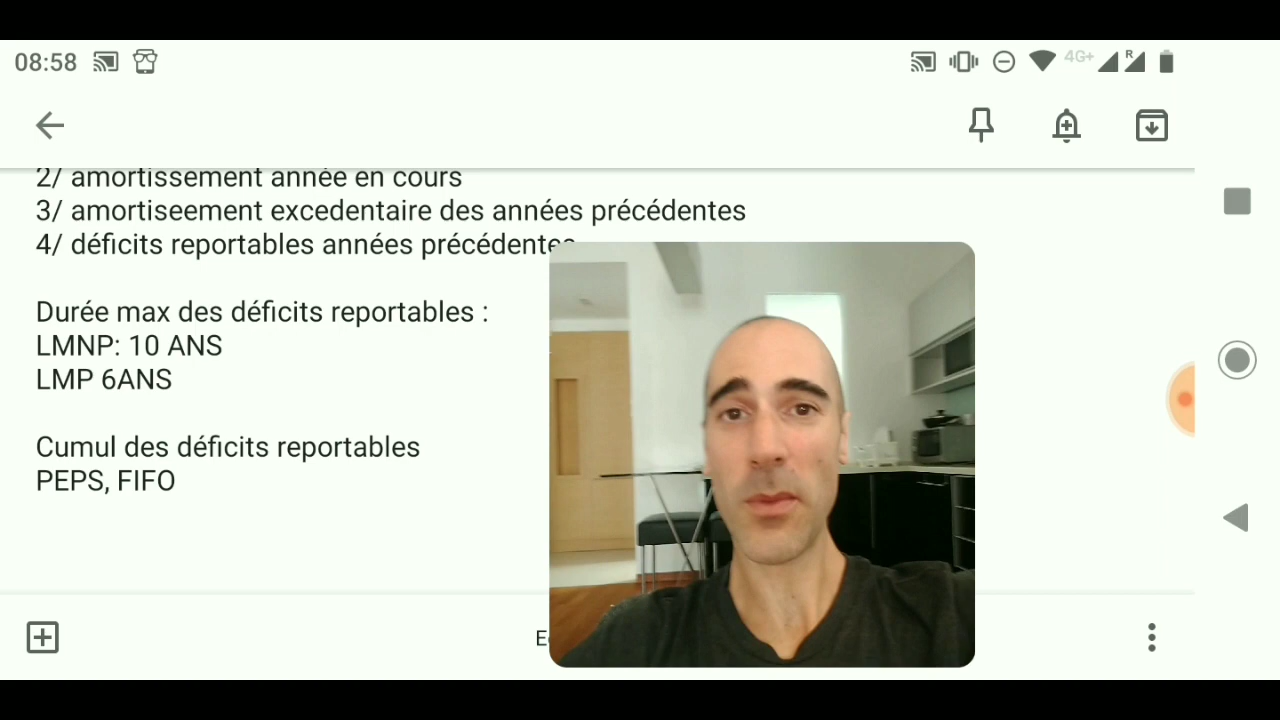 08:58
4G+
R
2/ amortissement année en cours
3/ amortiseement excedentaire des années précédentes
4/ déficits reportables années précédentes
Durée max des déficits reportables :
LMNP: 10 ANS
LMP 6ANS
Cumul des déficits reportables
PEPS, FIFO